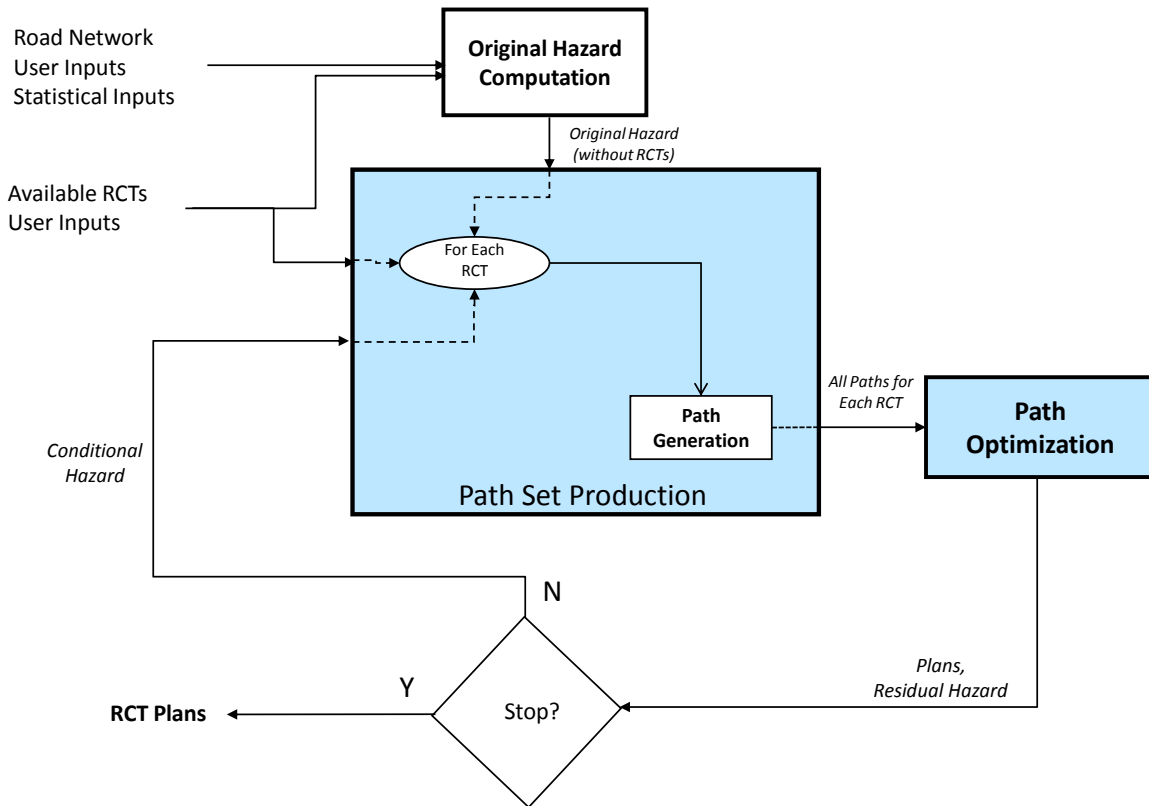 Road Network
User Inputs
Statistical Inputs
Original Hazard
Computation
Original Hazard
(without RCTs)
Available RCTs
User Inputs
For Each
RCT
Path
Generation
All Paths for
Each RCT
Path
Optimization
Path Set Production
Conditional
Hazard
N
Y
Stop?
Plans,
Residual Hazard
RCT Plans